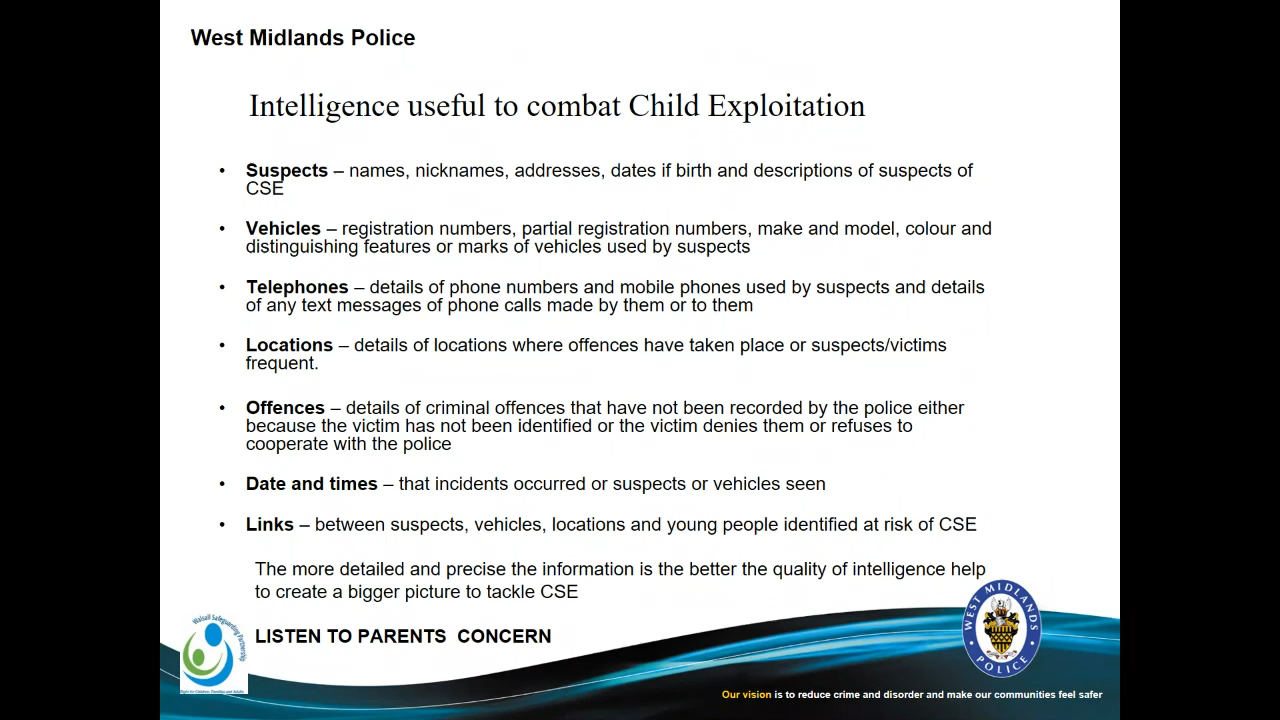 West Midlands Police
Intelligence useful to combat Child Exploitation
• Suspects – names, nicknames, addresses, dates if birth and descriptions of suspects of
CSE
• Vehicles – registration numbers, partial registration numbers, make and model, colour and
distinguishing features or marks of vehicles used by suspects
• Telephones – details of phone numbers and mobile phones used by suspects and details
of any text messages of phone calls made by them or to them
• Locations – details of locations where offences have taken place or suspects/victims
frequent.
• Offences – details of criminal offences that have not been recorded by the police either
because the victim has not been identified or the victim denies them or refuses to
cooperate with the police
• Date and times – that incidents occurred or suspects or vehicles seen
• Links – between suspects, vehicles, locations and young people identified at risk of CSE
The more detailed and precise the information is the better the quality of intelligence help
to create a bigger picture to tackle CSE
LISTEN TO PARENTS  CONCERN
Walsall Safeguarding Partnership
Right for Children, Families and Adults
WEST MIDLANDS POLICE
Our vision is to reduce crime and disorder and make our communities feel safer